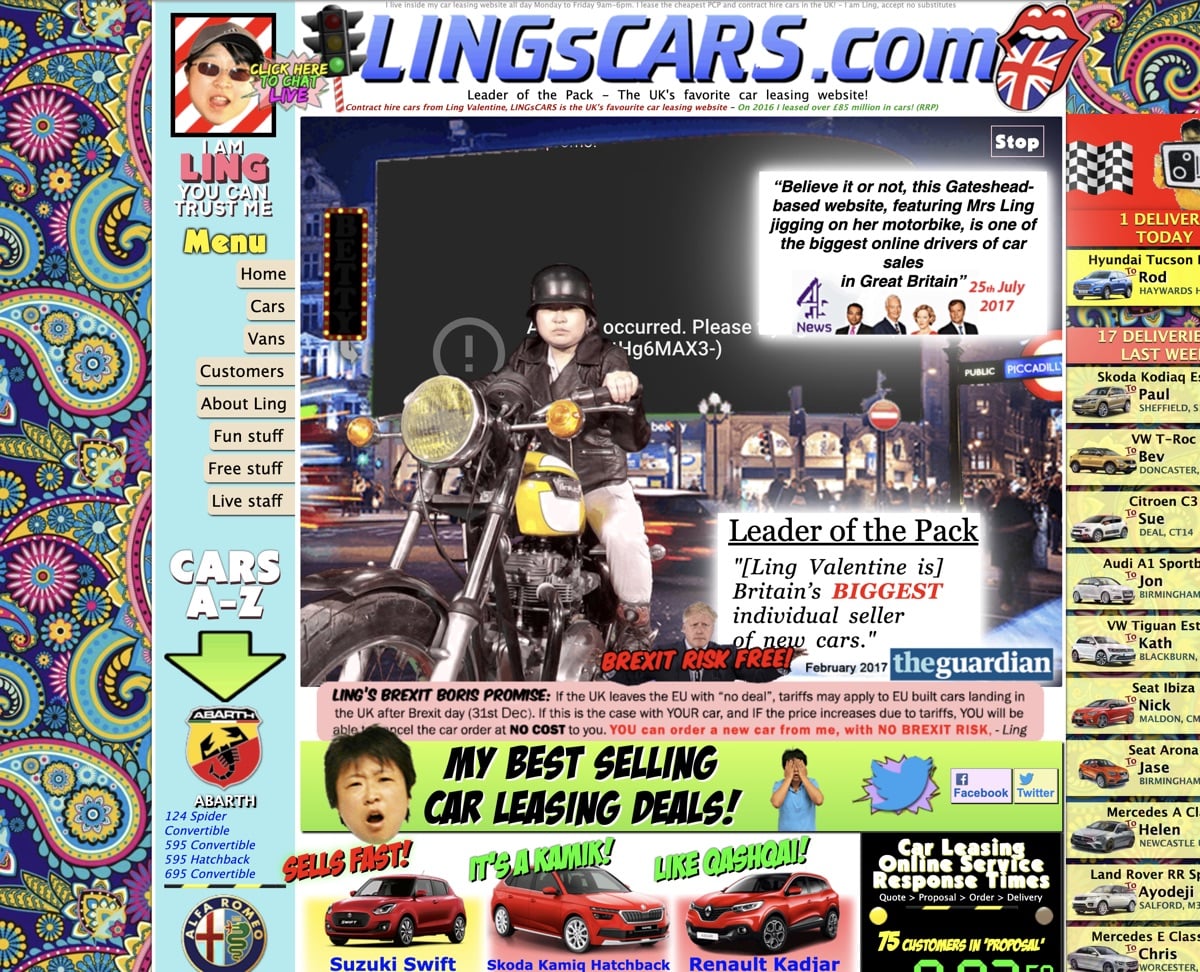 I live inside my car leasing website all day Monday to Friday 9am-6pm. I lease the cheapest PCP and contract hire cars in the UK! - I am Ling, accept no substitutes
CLICK HERE
TO CHAT
LIVE
LINGsCARS.com
Leader of the Pack - The UK's favorite car leasing website!
Contract hire cars from Ling Valentine, LINGsCARS is the UK's favourite car leasing website - On 2016 I leased over £85 million in cars! (RRP)
I AM
LING
YOU CAN
TRUST ME
Menu
Home
Cars
Vans
Customers
About Ling
Fun stuff
Free stuff
Live staff
CARS
A-Z
ABARTH
ABARTH
124 Spider
Convertible
595 Convertible
595 Hatchback
695 Convertible
ALFA ROMEO
Stop
BETTY
"Believe it or not, this Gateshead-
based website, featuring Mrs Ling
jigging on her motorbike, is one of
the biggest online drivers of car
sales
in Great Britain"
4 News
25th July
2017
occurred. Please
Hg6MAX3-)
PUBLIC
PICCADILLY
Leader of the Pack
"[Ling Valentine is]
Britain's BIGGEST
individual seller
of new cars."
BREXIT RISK FREE!
February 2017 theguardian
LING'S BREXIT BORIS PROMISE: If the UK leaves the EU with "no deal", tariffs may apply to EU built cars landing in
the UK after Brexit day (31st Dec). If this is the case with YOUR car, and IF the price increases due to tariffs, YOU will be
able ncel the car order at NO COST to you. YOU can order a new car from me, with NO BREXIT RISK, - Ling
MY BEST SELLING
CAR LEASING DEALS!
Facebook
Twitter
SELLS FAST!
IT'S A KAMIK!
LIKE QASHQAI!
SWIFT
Suzuki Swift
Skoda Kamiq Hatchback
Renault Kadjar
Car Leasing
Online Service
Response Times
Quote > Proposal > Order > Delivery
75 CUSTOMERS IN 'PROPOSAL'
1 DELIVER
TODAY
Hyundai Tucson
To Rod
HAYWARDS H
17 DELIVERIE
LAST WEE
Skoda Kodiaq Es
To Paul
SHEFFIELD, S
VW T-Roc
To Bev
DONCASTER,
Citroen C3
To Sue
DEAL, CT14
Audi A1 Sportb
To Jon
BIRMINGHAM
VW Tiguan Est
To Kath
BLACKBURN,
Seat Ibiza
To Nick
MALDON, CM
Seat Arona
To Jase
BIRMINGHAM
Mercedes A Cl
To Helen
NEWCASTLE U
Land Rover RR Sp
To Ayodeji
SALFORD, M3
Mercedes E Class
To Chris
WORCESTER